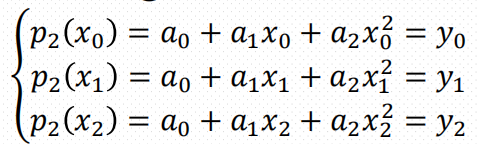 p₂(x₀) = a₀ + a₁x₀ + a₂x₀² = y₀
p₂(x₁) = a₀ + a₁x₁ + a₂x₁² = y₁
p₂(x₂) = a₀ + a₁x₂ + a₂x₂² = y₂